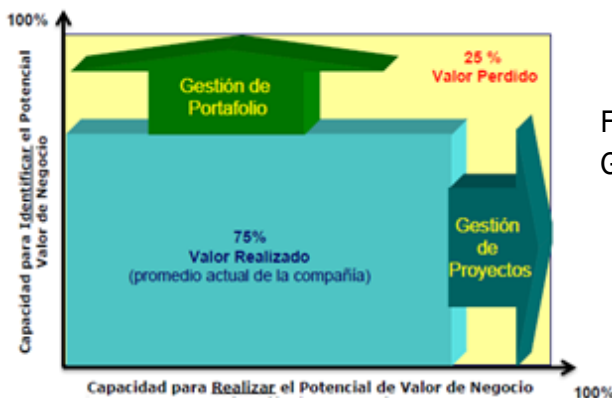 100%
Capacidad para Identificar el Potencial
Valor de Negocio
Gestión de
Portafolio
25 %
Valor Perdido
75%
Valor Realizado
(promedio actual de la compañía)
Gestión
de
Proyectos
Capacidad para Realizar el Potencial de Valor de Negocio
100%
F
G